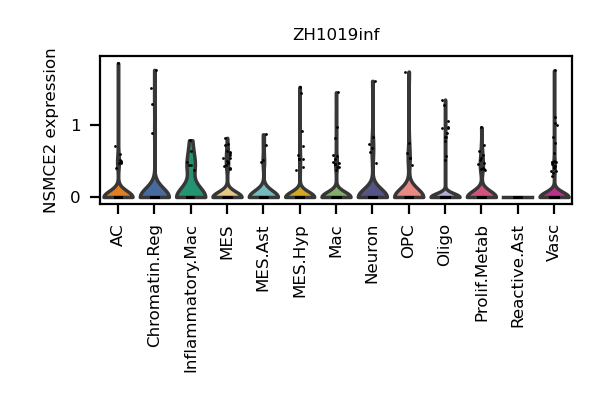 ZH1019inf
NSMCE2 expression
1
0
AC
Chromatin.Reg
Inflammatory.Mac
MES
MES.Ast
MES.Hyp
Mac
Neuron
OPC
Oligo
Prolif.Metab
Reactive.Ast
Vasc